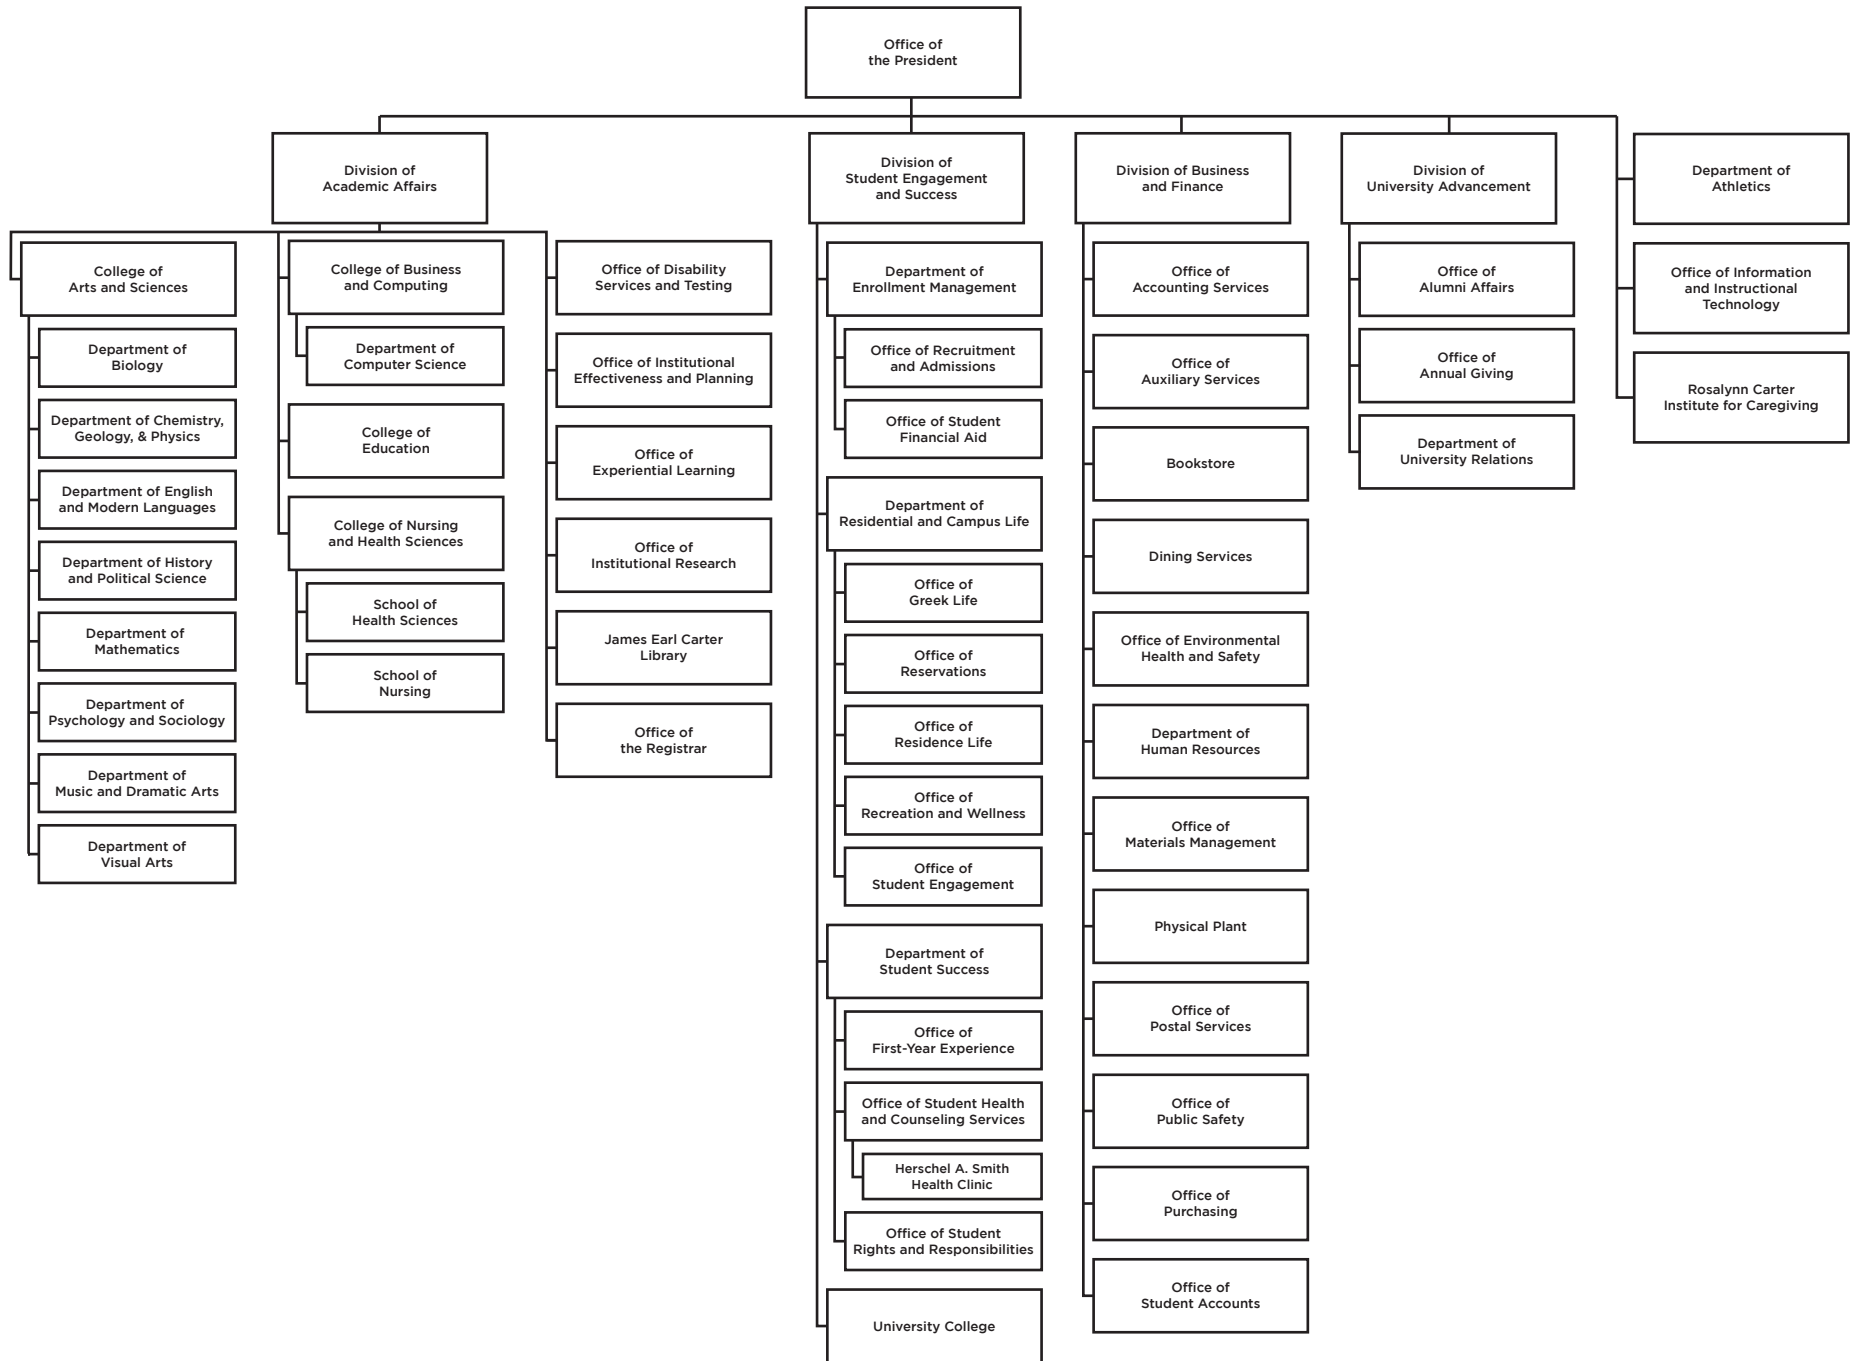 Office of
the President
Division of
Academic Affairs
College of
Arts and Sciences
Department of
Biology
Department of Chemistry,
Geology, & Physics
Department of English
and Modern Languages
Department of History
and Political Science
Department of
Mathematics
Department of
Psychology and Sociology
Department of
Music and Dramatic Arts
Department of
Visual Arts
College of Business
and Computing
Department of
Computer Science
College of
Education
College of Nursing
and Health Sciences
School of
Health Sciences
School of
Nursing
Office of Disability
Services and Testing
Office of Institutional
Effectiveness and Planning
Office of
Experiential Learning
Office of
Institutional Research
James Earl Carter
Library
Office of
the Registrar
Division of
Student Engagement
and Success
Department of
Enrollment Management
Office of Recruitment
and Admissions
Office of Student
Financial Aid
Department of
Residential and Campus Life
Office of
Greek Life
Office of
Reservations
Office of
Residence Life
Office of
Recreation and Wellness
Office of
Student Engagement
Department of
Student Success
Office of
First-Year Experience
Office of Student Health
and Counseling Services
Herschel A. Smith
Health Clinic
Office of Student
Rights and Responsibilities
University College
Division of Business
and Finance
Office of
Accounting Services
Office of
Auxiliary Services
Bookstore
Dining Services
Office of Environmental
Health and Safety
Department of
Human Resources
Office of
Materials Management
Physical Plant
Office of
Postal Services
Office of
Public Safety
Office of
Purchasing
Office of
Student Accounts
Division of
University Advancement
Office of
Alumni Affairs
Office of
Annual Giving
Department of
University Relations
Department of
Athletics
Office of Information
and Instructional
Technology
Rosalynn Carter
Institute for Caregiving